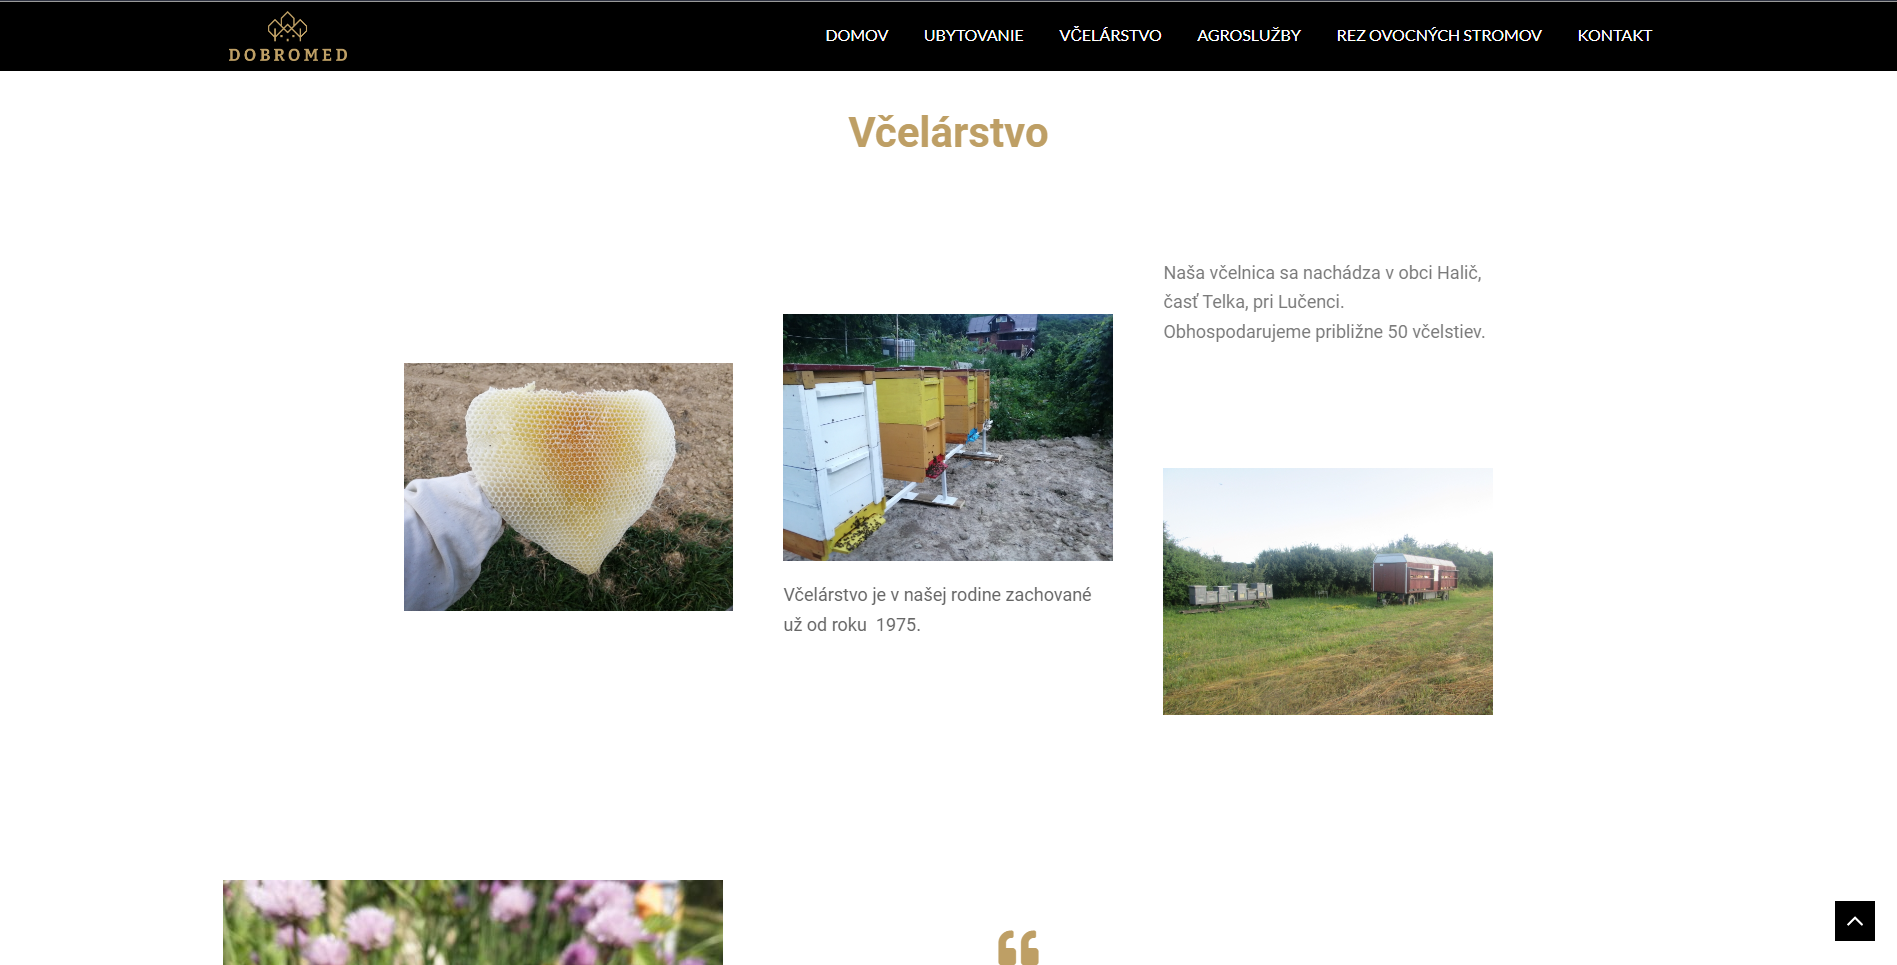 DOBROMED
DOMOV
UBYTOVANIE
VČELÁRSTVO
AGROSLUŽBY
REZ OVOCNÝCH STROMOV
KONTAKT
Včelárstvo
Naša včelnica sa nachádza v obci Halič,
časť Telka, pri Lučenci.
Obhospodarujeme približne 50 včelstiev.
Včelárstvo je v našej rodine zachované
už od roku  1975.